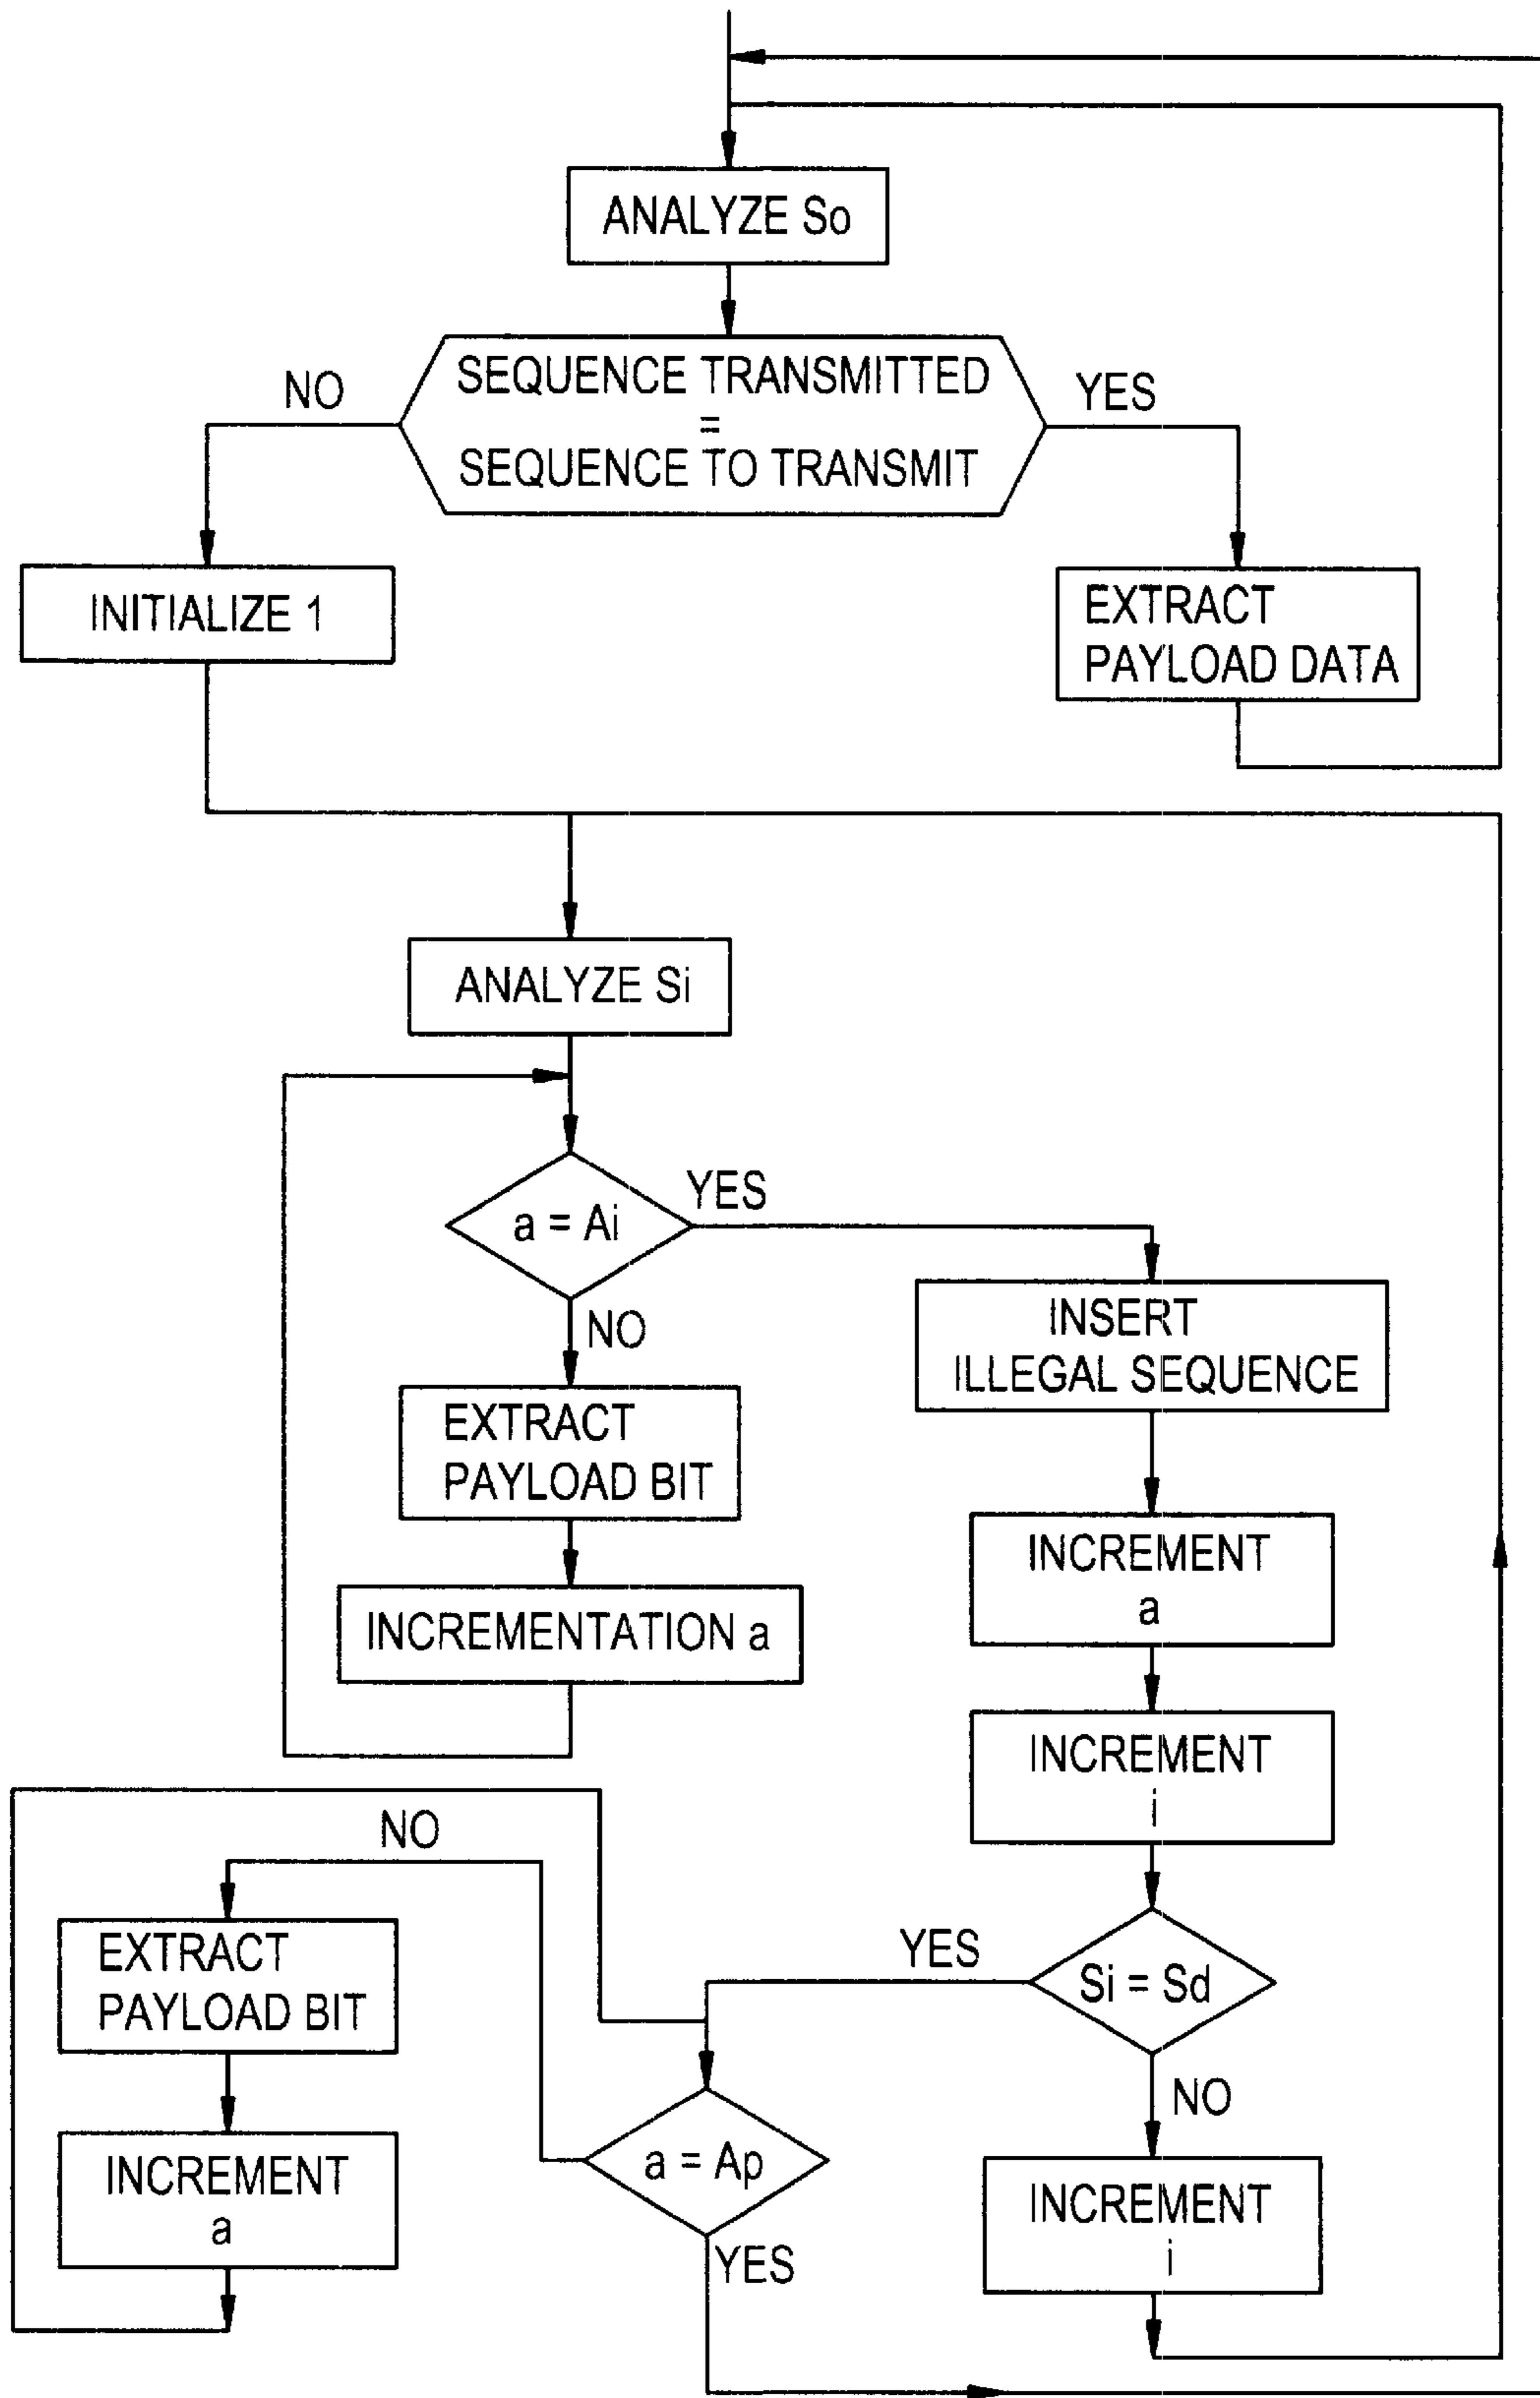 ANALYZE So
NO
SEQUENCE TRANSMITTED
=
SEQUENCE TO TRANSMIT
YES
INITIALIZE 1
EXTRACT
PAYLOAD DATA
ANALYZE Si
a = Ai
YES
NO
INSERT
ILLEGAL SEQUENCE
EXTRACT
PAYLOAD BIT
INCREMENTATION a
INCREMENT
a
INCREMENT
i
NO
EXTRACT
PAYLOAD BIT
YES
Si = Sd
NO
INCREMENT
a
a = Ap
YES
INCREMENT
i